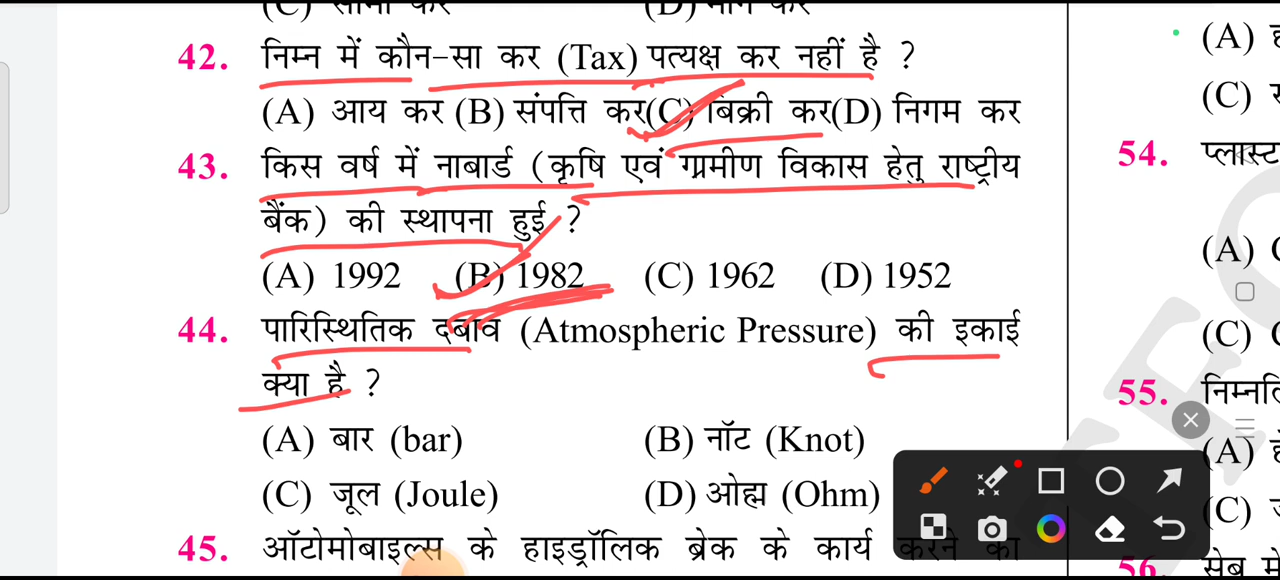 42. निम्न में कौन-सा कर (Tax) पत्यक्ष कर नहीं है ?
(A) आय कर (B) संपत्ति कर(C) बिक्री कर(D) निगम कर
43. किस वर्ष में नाबार्ड (कृषि एवं ग्रमीण विकास हेतु राष्ट्रीय
बैंक) की स्थापना हुई ?
(A) 1992 (B) 1982 (C) 1962 (D) 1952
44. पारिस्थितिक दबाव (Atmospheric Pressure) की इकाई
क्या है ?
(A) बार (bar) (B) नॉट (Knot)
(C) जूल (Joule) (D) ओह्म (Ohm)
45. ऑटोमोबाइल्स के हाइड्रॉलिक ब्रेक के कार्य करने का
(A)
(C)
54.
(A)
(C)
55.
(A)
(C)
56. सेब